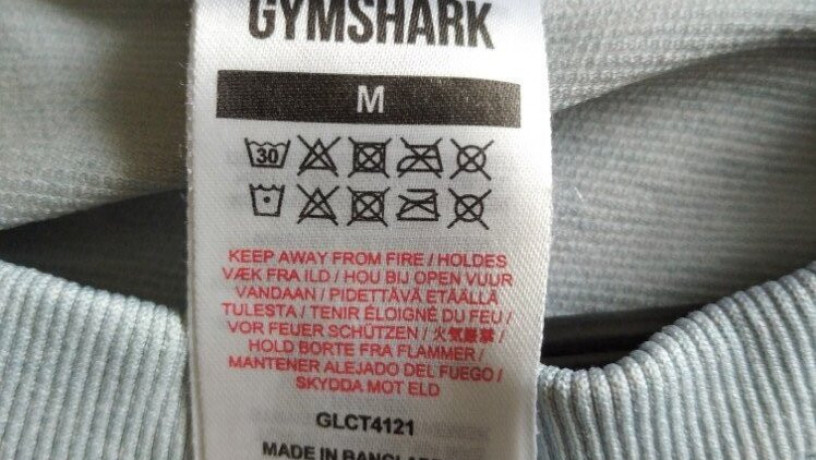 GYMSHARK
M
30
KEEP AWAY FROM FIRE / HOLDES
VÆK FRA ILD / HOU BIJ OPEN VUUR
VANDAAN / PIDETTÄVÄ ETÄÄLLÄ
TULESTA / TENIR ÉLOIGNÉ DU FEU /
VOR FEUER SCHÜTZEN / 火気厳禁 /
HOLD BORTE FRA FLAMMER /
MANTENER ALEJADO DEL FUEGO /
SKYDDA MOT ELD
GLCT4121
MADE IN